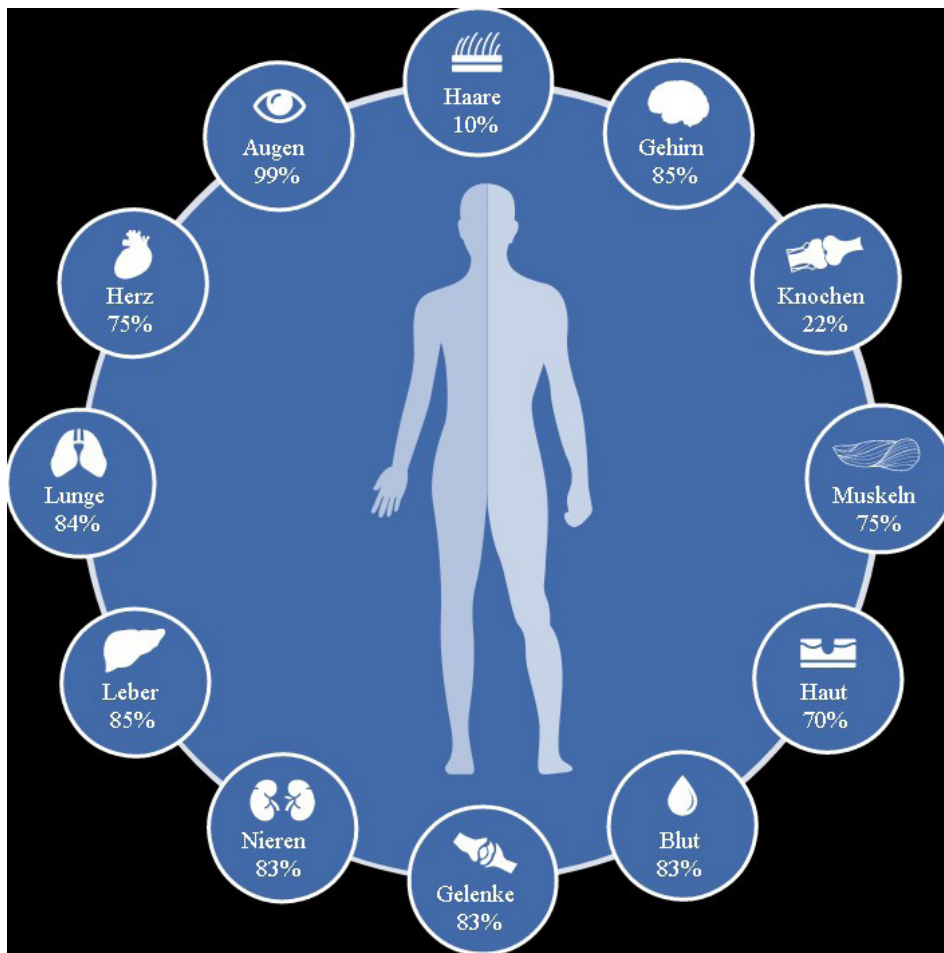 Haare
10%
Gehirn
85%
Knochen
22%
Muskeln
75%
Haut
70%
Blut
83%
Gelenke
83%
Nieren
83%
Leber
85%
Lunge
84%
Herz
75%
Augen
99%